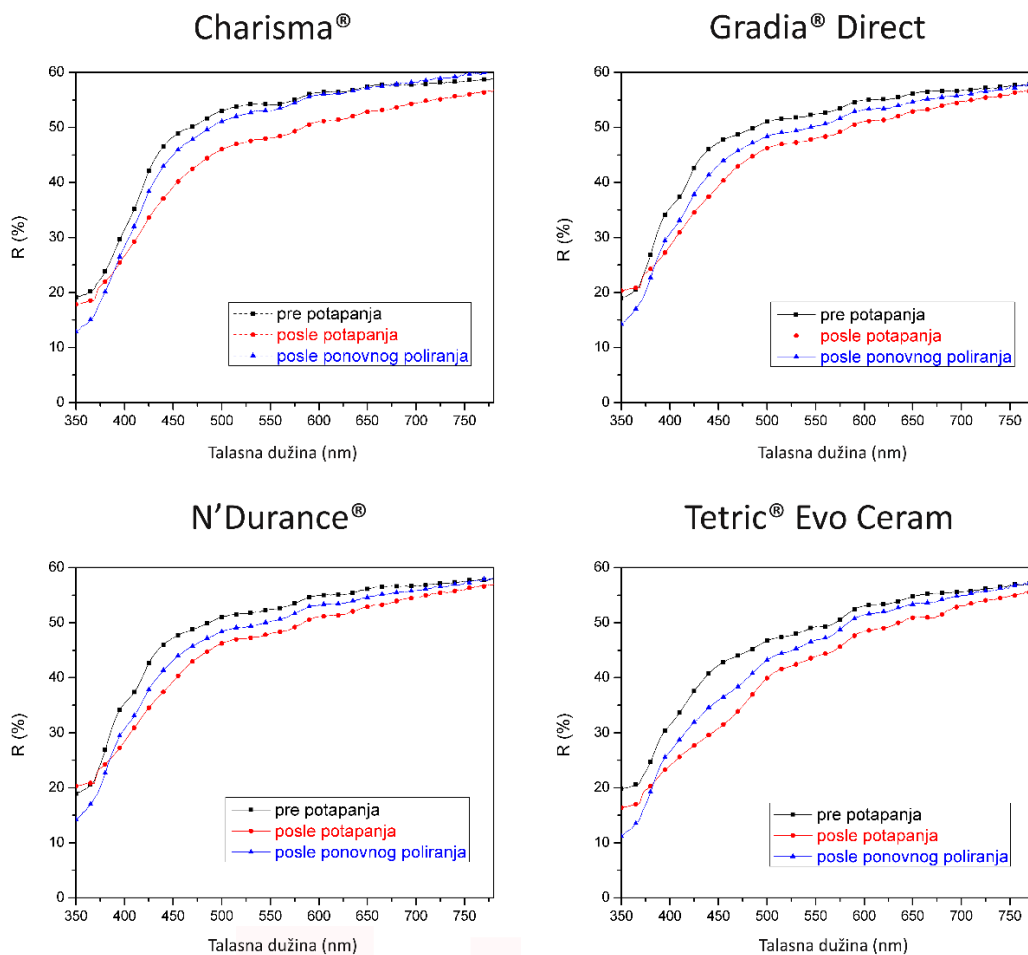 Charisma®
60
50
40
30
20
10
0
R (%)
pre potapanja
posle potapanja
posle ponovnog poliranja
350 400 450 500 550 600 650 700 750
Talasna dužina (nm)
Gradia® Direct
60
50
40
30
20
10
0
R (%)
pre potapanja
posle potapanja
posle ponovnog poliranja
350 400 450 500 550 600 650 700 750
Talasna dužina (nm)
N’Durance®
60
50
40
30
20
10
0
R (%)
pre potapanja
posle potapanja
posle ponovnog poliranja
350 400 450 500 550 600 650 700 750
Talasna dužina (nm)
Tetric® Evo Ceram
60
50
40
30
20
10
0
R (%)
pre potapanja
posle potapanja
posle ponovnog poliranja
350 400 450 500 550 600 650 700 750
Talasna dužina (nm)